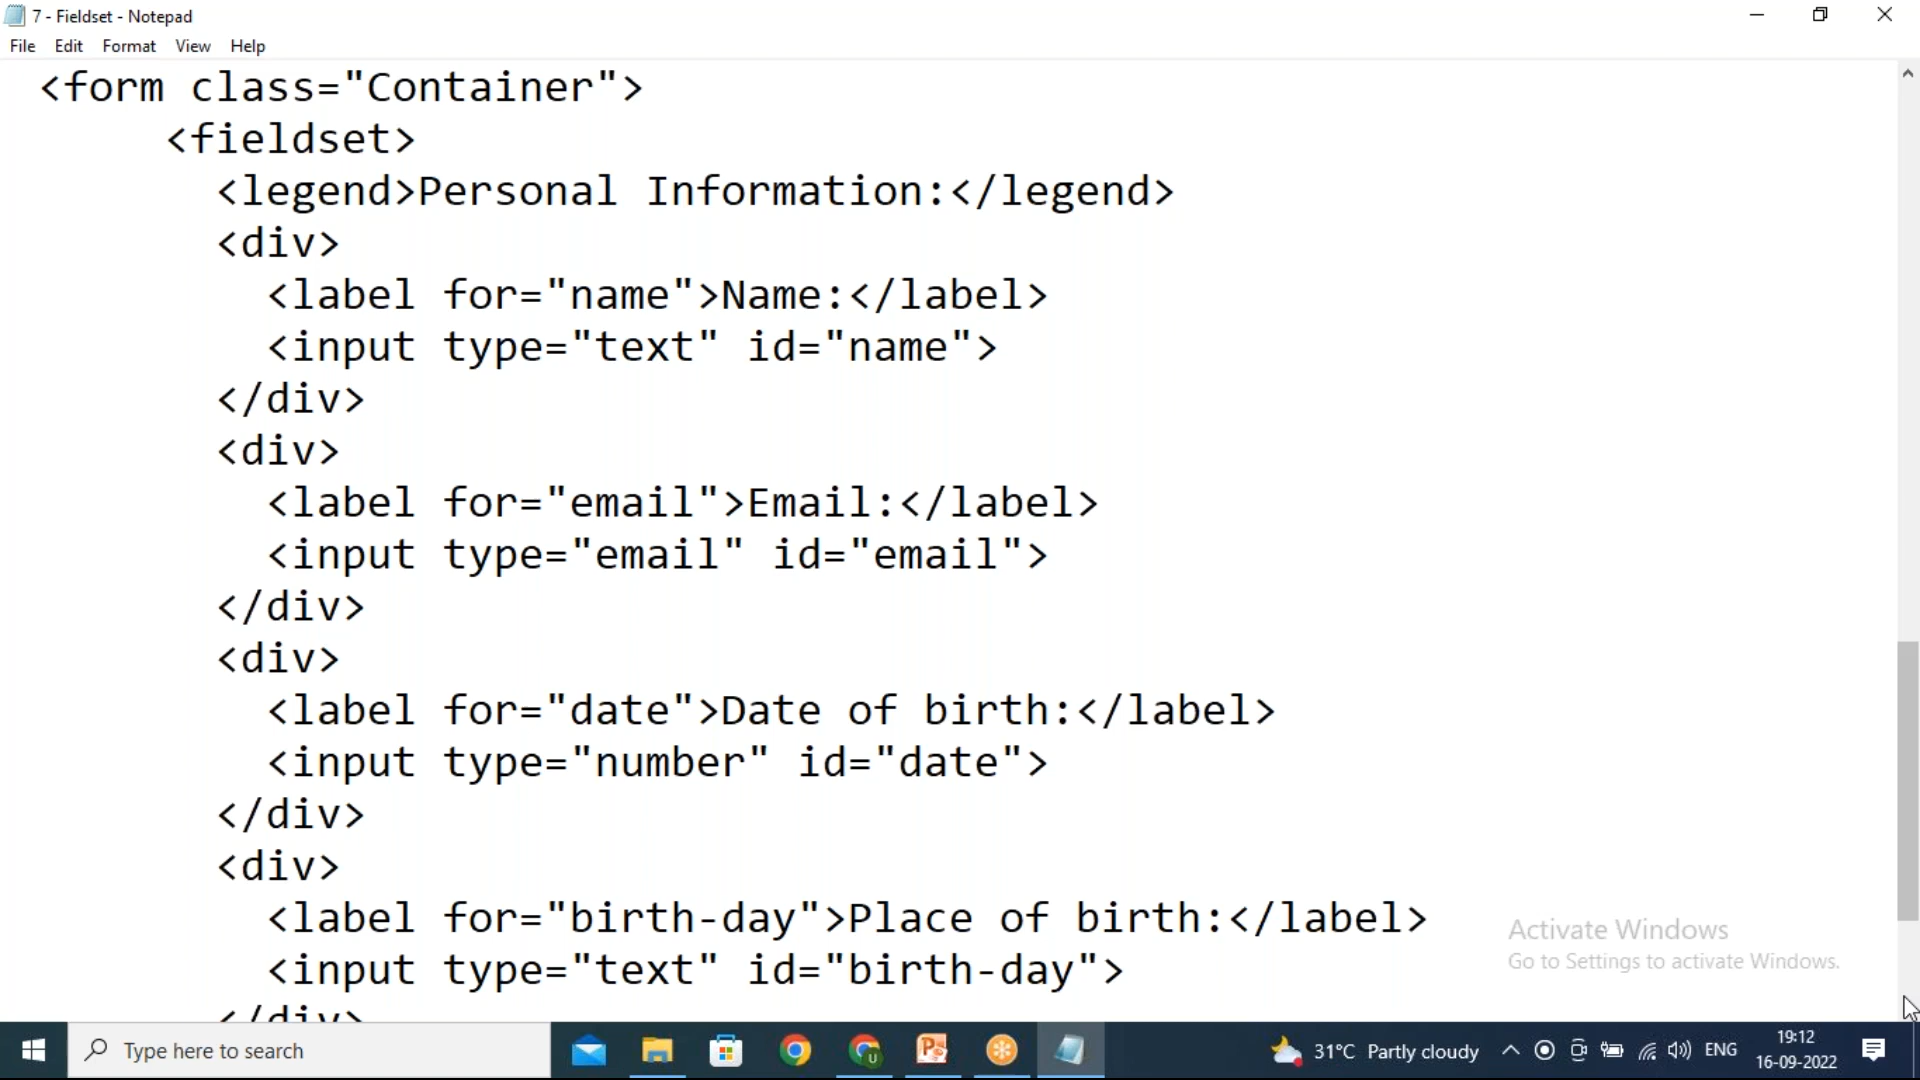 7 - Fieldset - Notepad
File Edit Format View Help
<form class="Container">
<fieldset>
<legend>Personal Information:</legend>
<div>
<label for="name">Name:</label>
<input type="text" id="name">
</div>
<div>
<label for="email">Email:</label>
<input type="email" id="email">
</div>
<div>
<label for="date">Date of birth:</label>
<input type="number" id="date">
</div>
<div>
<label for="birth-day">Place of birth:</label>
<input type="text" id="birth-day">
</div>
Activate Windows
Go to Settings to activate Windows.
Type here to search
U
31°C Partly cloudy
ENG
19:12
16-09-2022